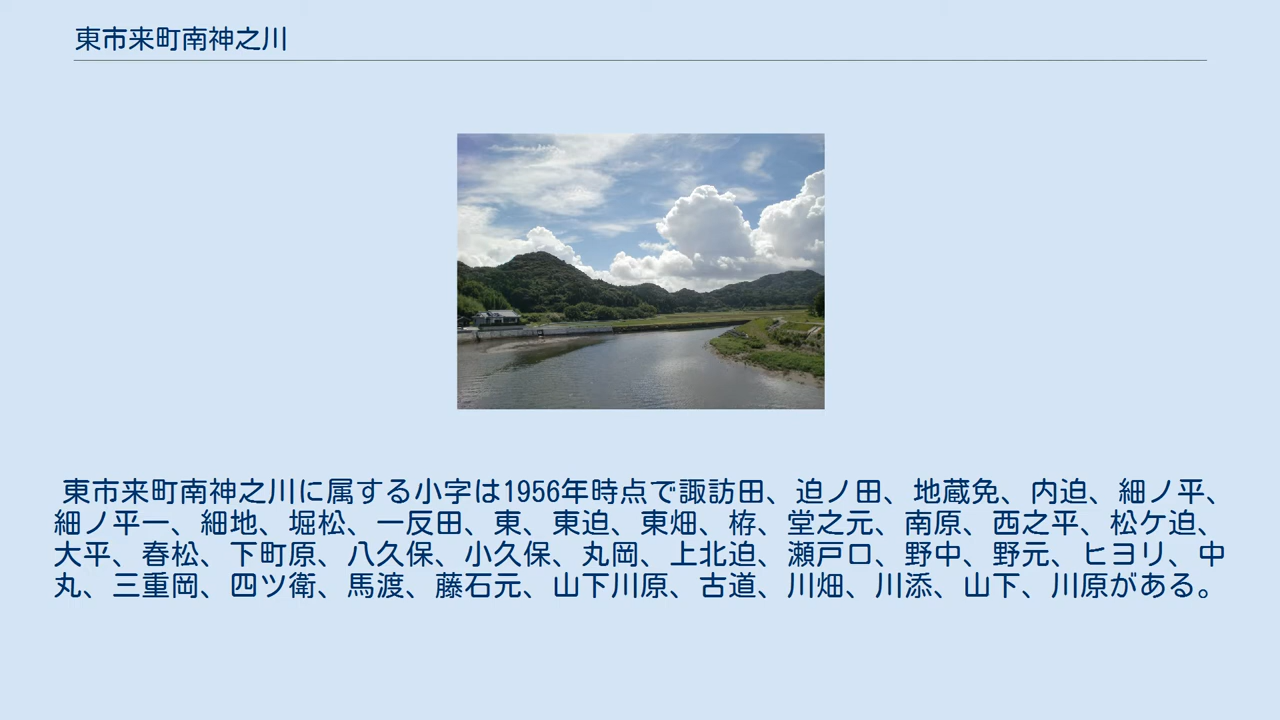 東市来町南神之川
東市来町南神之川に属する小字は1956年時点で諏訪田、迫ノ田、地蔵免、内迫、細ノ平、
細ノ平一、細地、堀松、一反田、東、東迫、東畑、栫、堂之元、南原、西之平、松ケ迫、
大平、春松、下町原、八久保、小久保、丸岡、上北迫、瀬戸口、野中、野元、ヒヨリ、中
丸、三重岡、四ツ衛、馬渡、藤石元、山下川原、古道、川畑、川添、山下、川原がある。